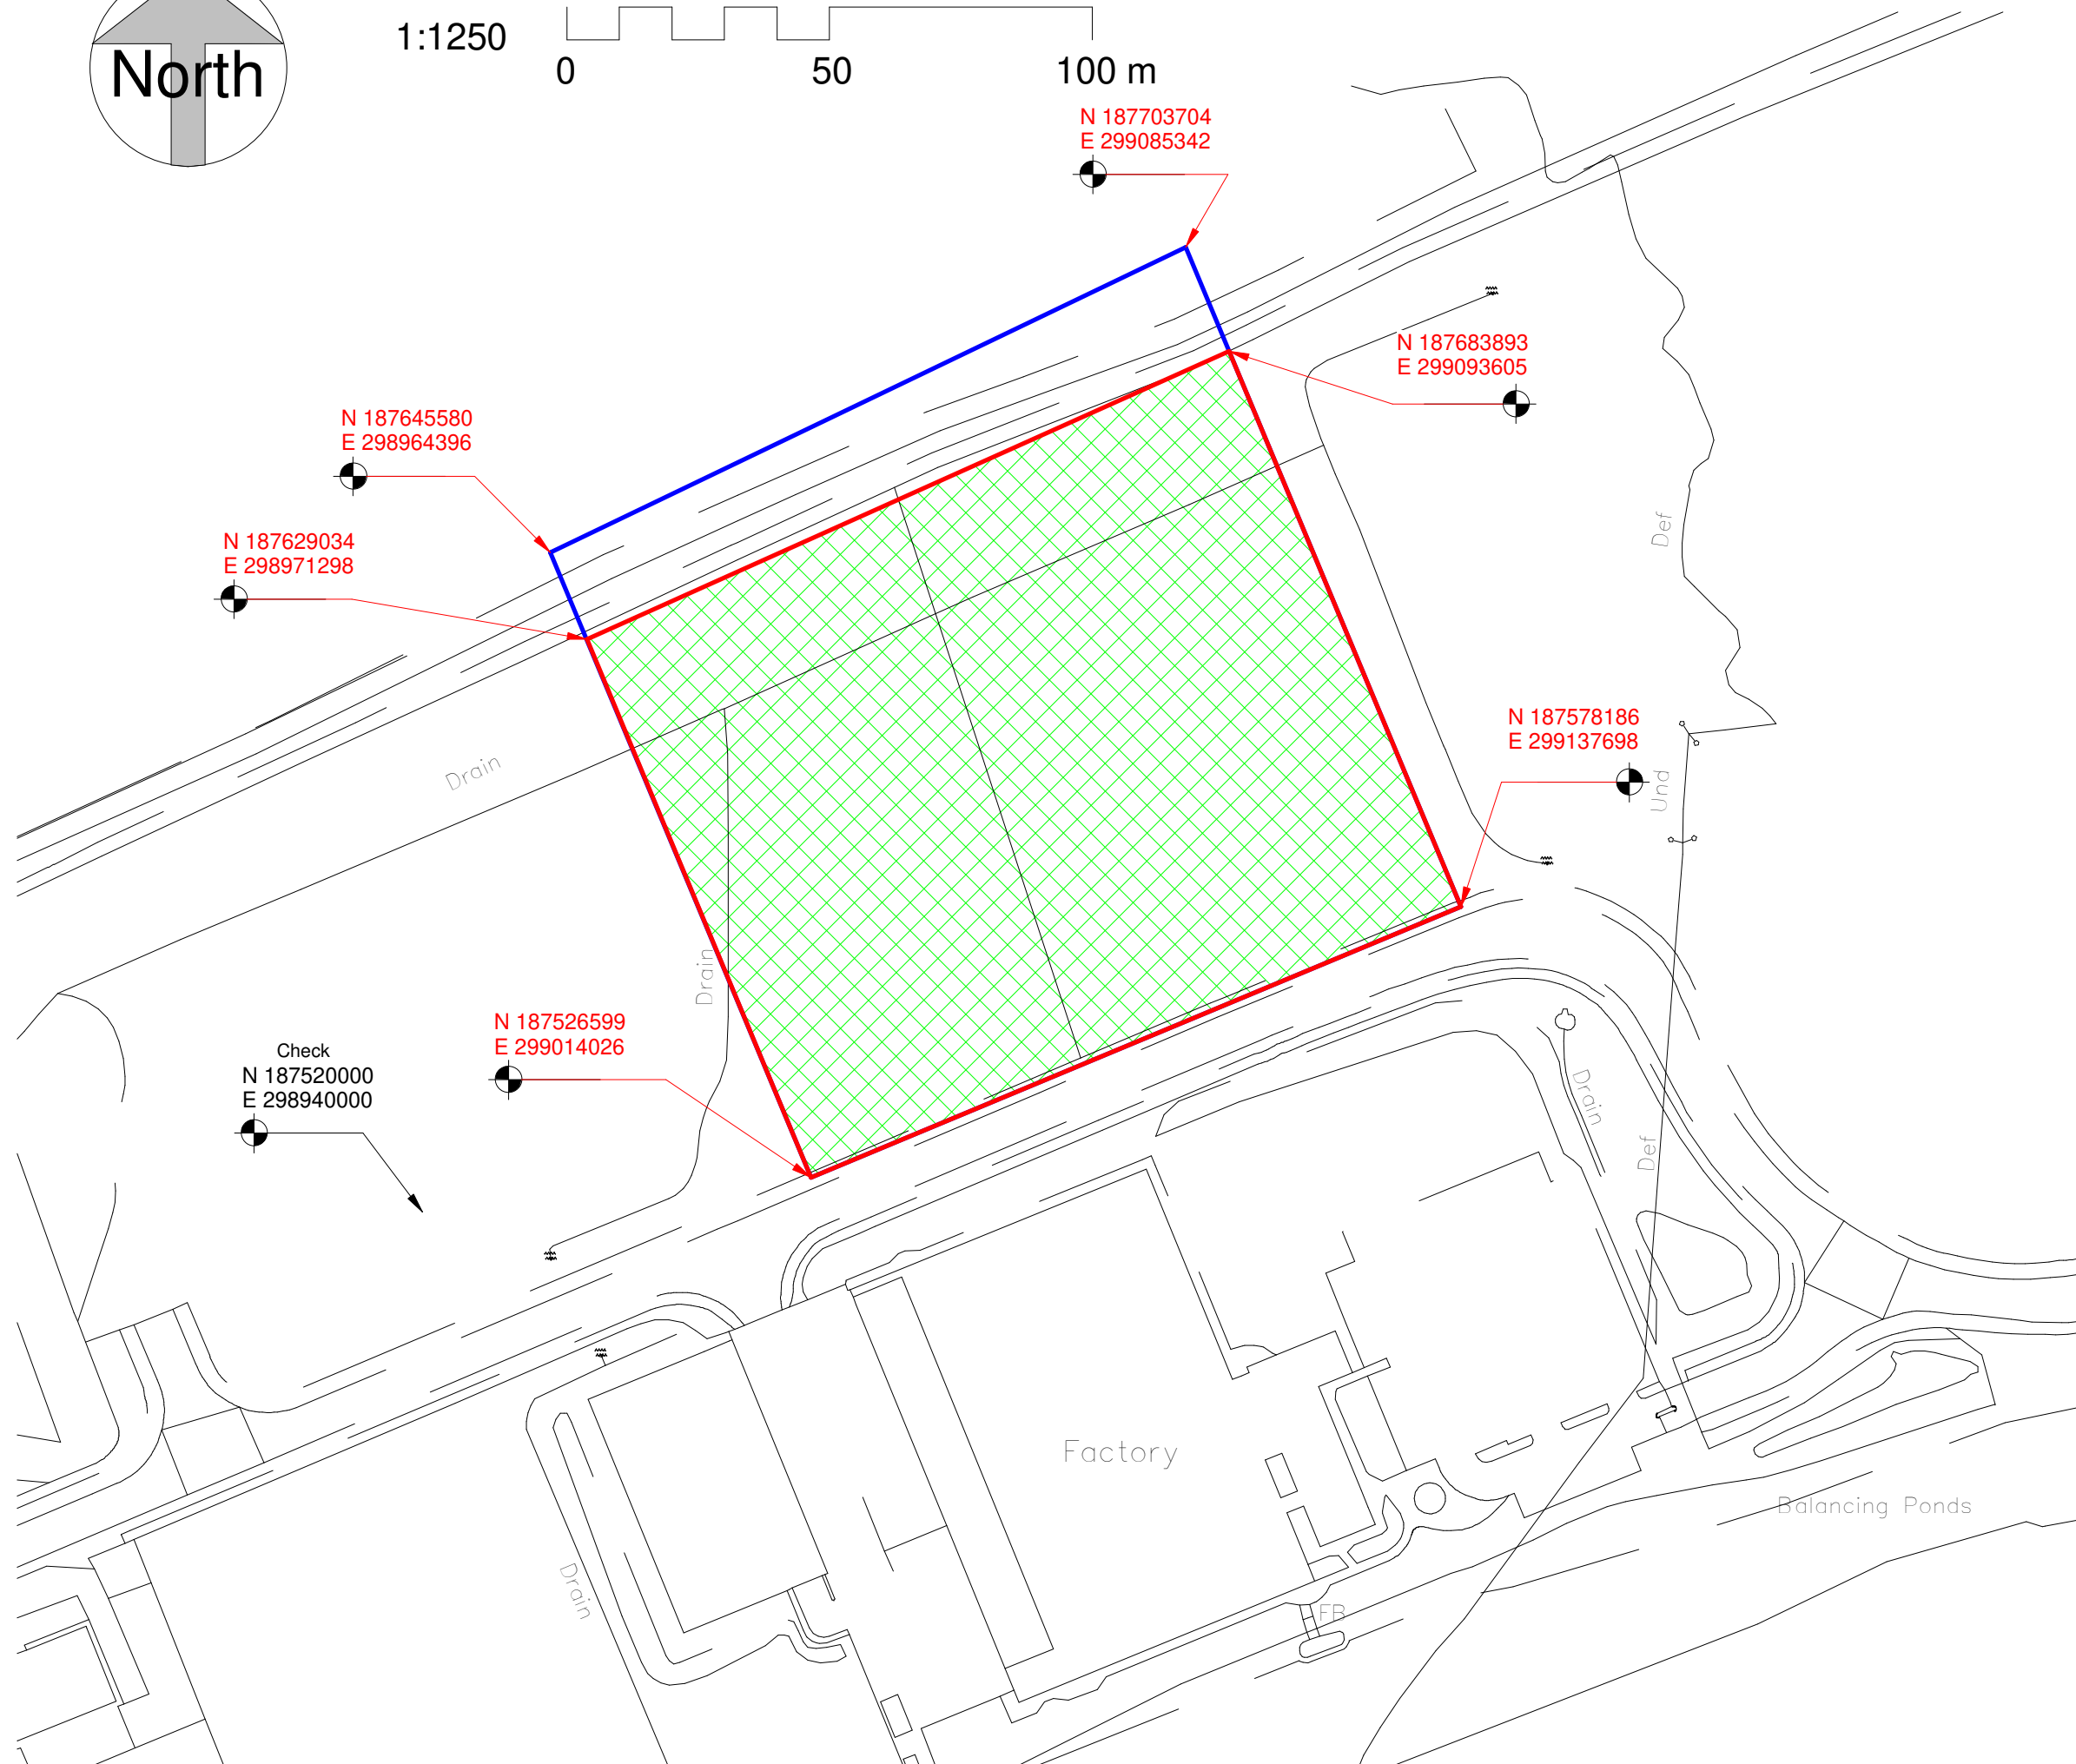 North
1:1250
0 50 100 m
N 187703704
E 299085342
N 187683893
E 299093605
N 187645580
E 298964396
N 187629034
E 298971298
Def
N 187578186
E 299137698
Und
Drain
Drain
N 187526599
E 299014026
Check
N 187520000
E 298940000
Drain
Def
Factory
Balancing Ponds
Drain
FB